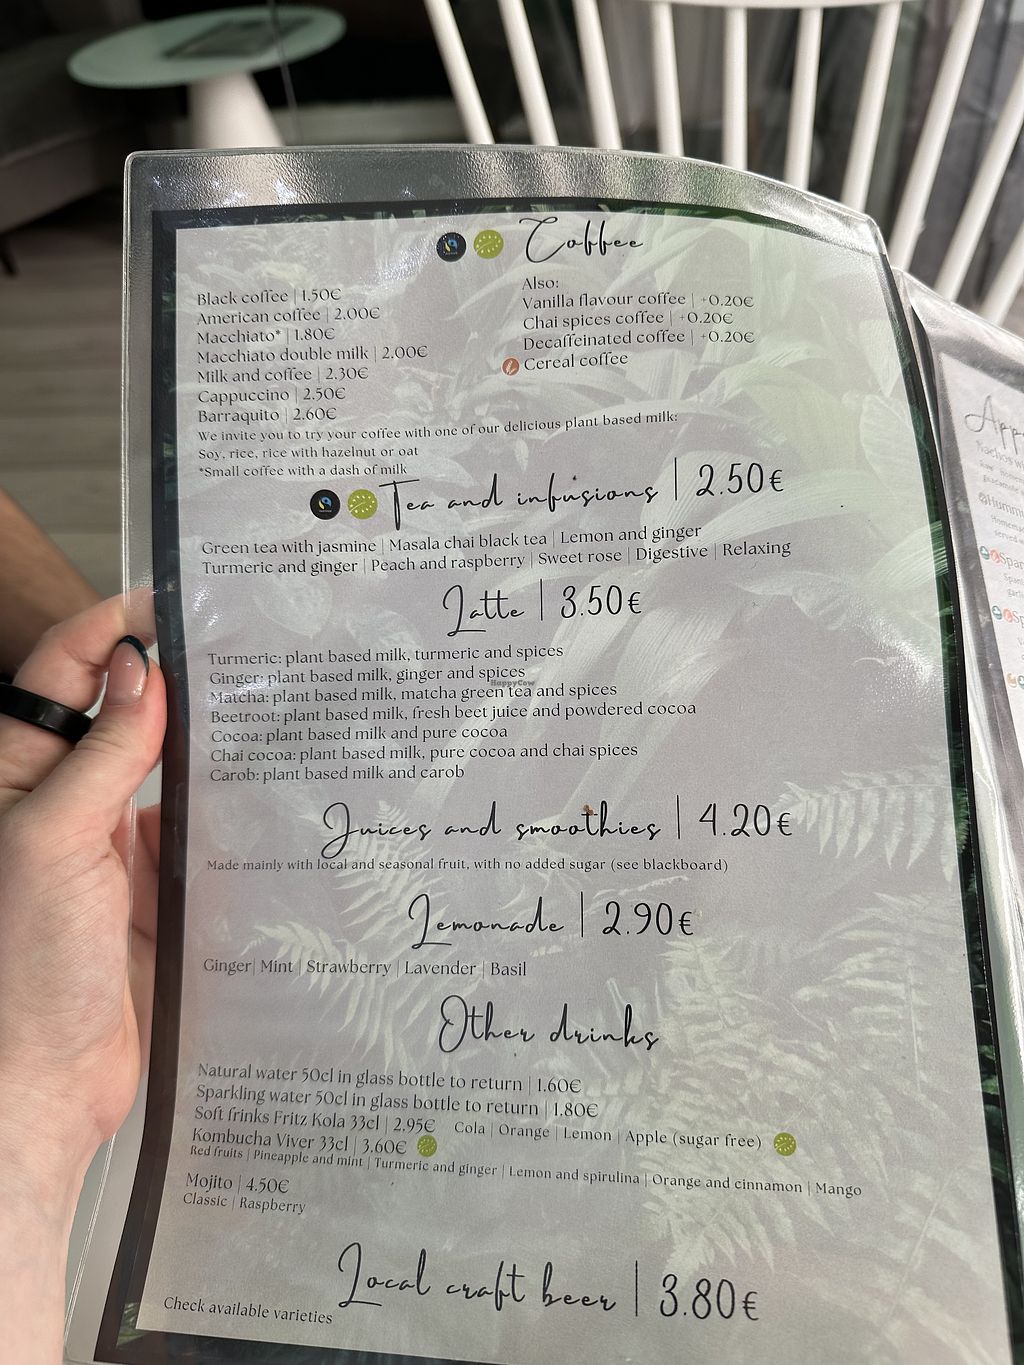 Coffee
Black coffee | 1.50€
American coffee | 2.00€
Macchiato* | 1.80€
Macchiato double milk | 2.00€
Milk and coffee | 2.30€
Cappuccino | 2.50€
Barraquito | 2.60€
Also:
Vanilla flavour coffee | +0.20€
Chai spices coffee | +0.20€
Decaffeinated coffee | +0.20€
Cereal coffee
We invite you to try your coffee with one of our delicious plant based milk:
Soy, rice, rice with hazelnut or oat
*Small coffee with a dash of milk
Tea and infusions | 2.50€
Green tea with jasmine | Masala chai black tea | Lemon and ginger
Turmeric and ginger | Peach and raspberry | Sweet rose | Digestive | Relaxing
Latte | 3.50€
Turmeric: plant based milk, turmeric and spices
Ginger: plant based milk, ginger and spices
HappyCow
Matcha: plant based milk, matcha green tea and spices
Beetroot: plant based milk, fresh beet juice and powdered cocoa
Cocoa: plant based milk and pure cocoa
Chai cocoa: plant based milk, pure cocoa and chai spices
Carob: plant based milk and carob
Juices and smoothies | 4.20€
Made mainly with local and seasonal fruit, with no added sugar (see blackboard)
Lemonade | 2.90€
Ginger| Mint | Strawberry | Lavender | Basil
Other drinks
Natural water 50cl in glass bottle to return | 1.60€
Sparkling water 50cl in glass bottle to return | 1.80€
Soft frinks Fritz Kola 33cl | 2.95€ Cola | Orange | Lemon | Apple (sugar free)
Kombucha Viver 33cl | 3.60€
Red fruits | Pineapple and mint | Turmeric and ginger | Lemon and spirulina | Orange and cinnamon | Mango
Mojito | 4.50€
Classic | Raspberry
Local craft beer | 3.80€
Check available varieties
App
Nachos
Humm
Homema
served
Spa